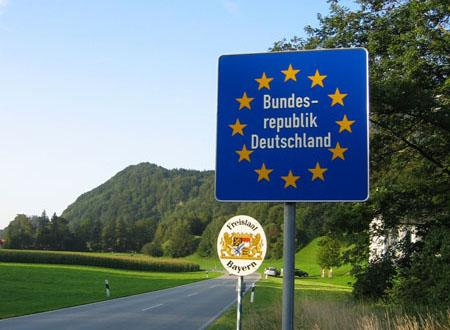 Bundes-
republik
Deutschland
Freistaat
Bayern